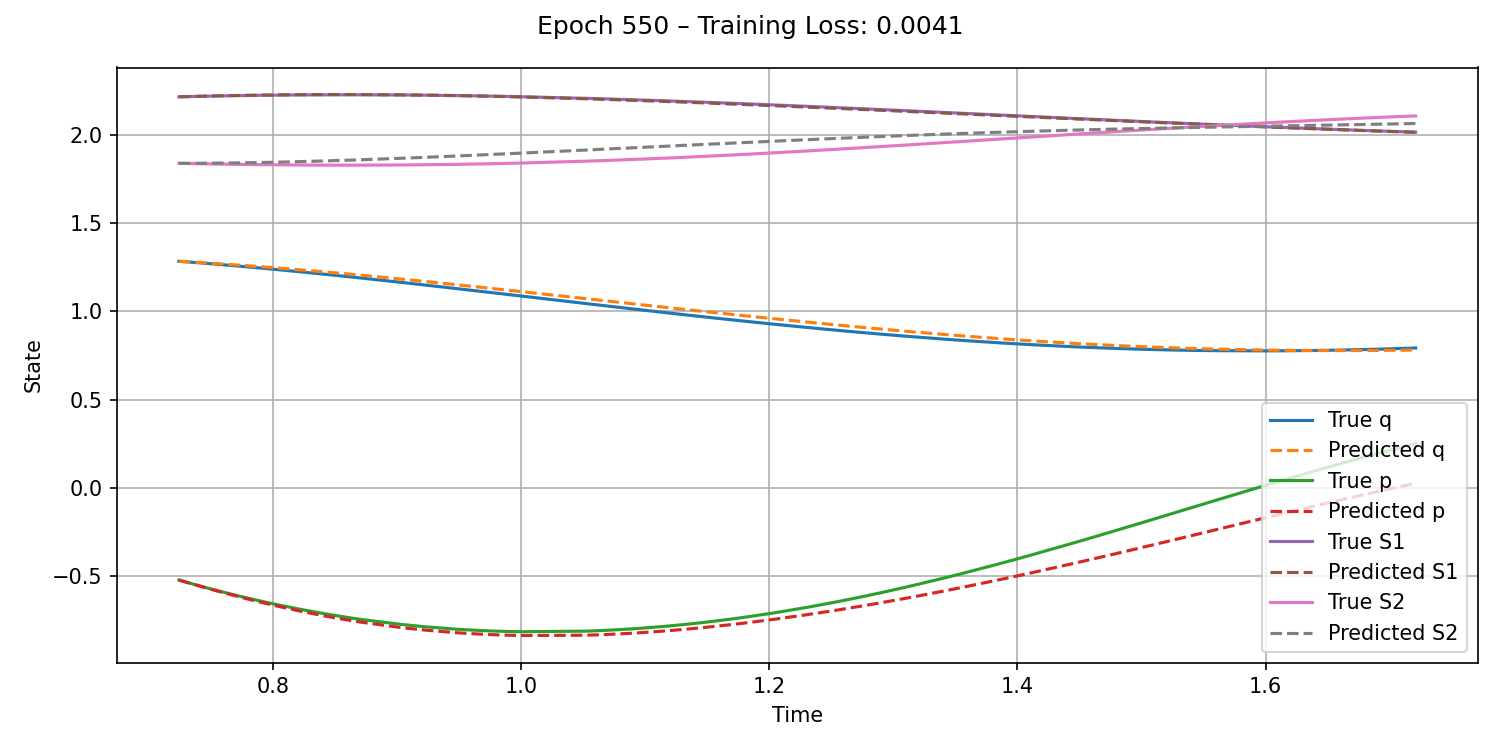 Epoch 550 – Training Loss: 0.0041
State
2.0
1.5
1.0
0.5
0.0
−0.5
True q
Predicted q
True p
Predicted p
True S1
Predicted S1
True S2
Predicted S2
0.8 1.0 1.2 1.4 1.6
Time